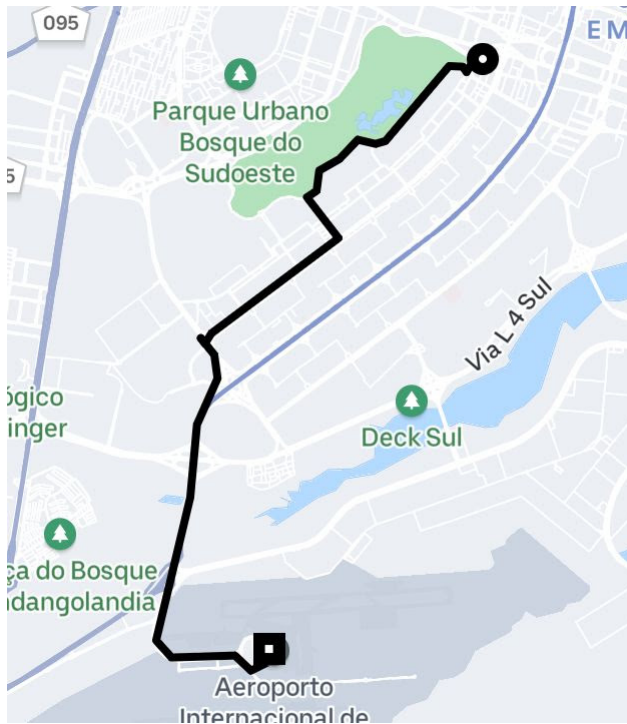 095
E M
Parque Urbano
Bosque do
Sudoeste
5
Via L 4 Sul
ógico
inger
Deck Sul
ça do Bosque
ndangolandia
Aeroporto
Internacional de